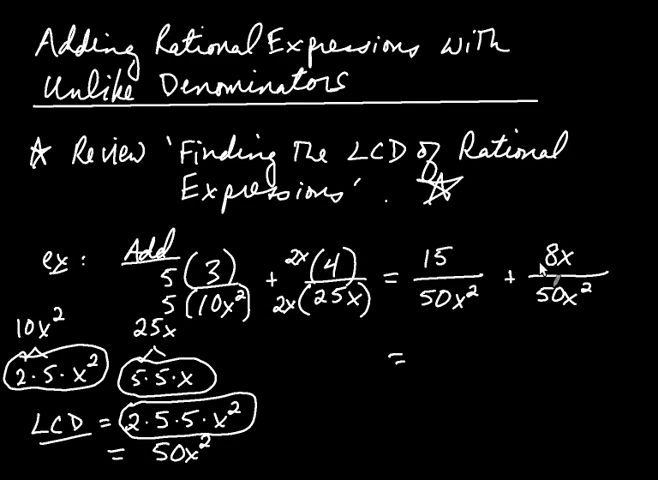 Adding Rational Expressions with
Unlike Denominators
☆ Review 'Finding the LCD of Rational
Expressions'. ☆
ex: Add 5(3)/5(10x²) + 2x(4)/2x(25x) = 15/50x² + 8x/50x²
10x² 25x
2·5·x² 5·5·x =
LCD = 2·5·5·x²
= 50x²